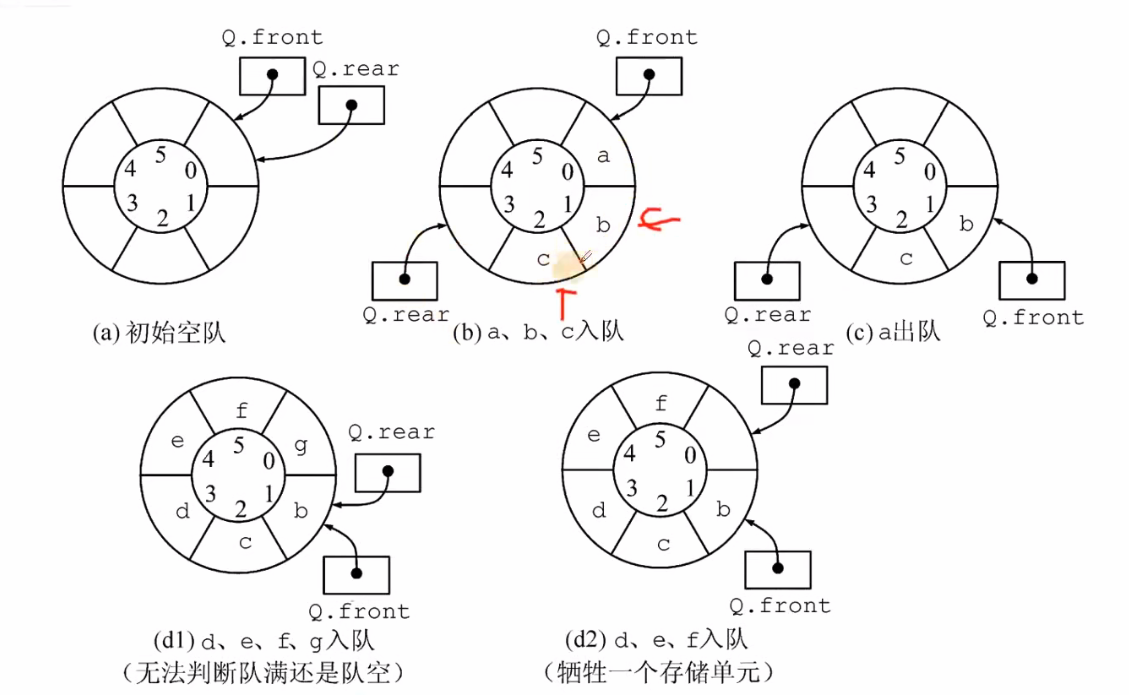 Q.front
Q.rear
5
4 0
3 1
2
(a) 初始空队
Q.front
5 a
4 0
3 1 b
2
c
Q.rear
(b) a、b、c入队
5
4 0
3 1 b
2
c
Q.rear
Q.front
(c) a出队
f
e 5 g
4 0
3 1
d 2 b
c
Q.rear
Q.front
(d1) d、e、f、g入队
（无法判断队满还是队空）
Q.rear
f
e 5
4 0
3 1
d 2 b
c
Q.front
(d2) d、e、f入队
（牺牲一个存储单元）